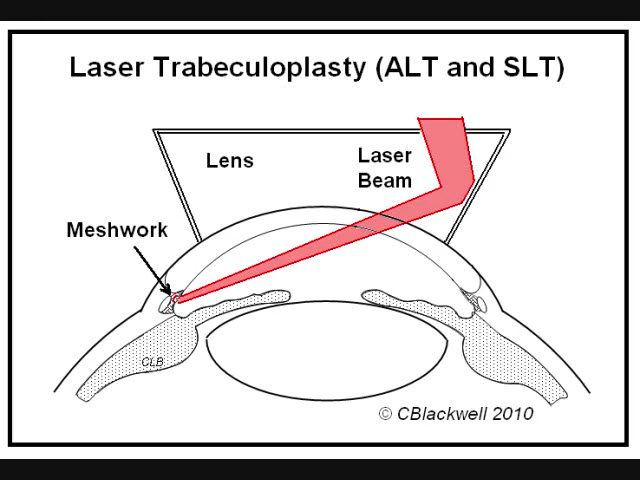 Laser Trabeculoplasty (ALT and SLT)
Lens
Laser
Beam
Meshwork
CLB
© CBlackwell 2010